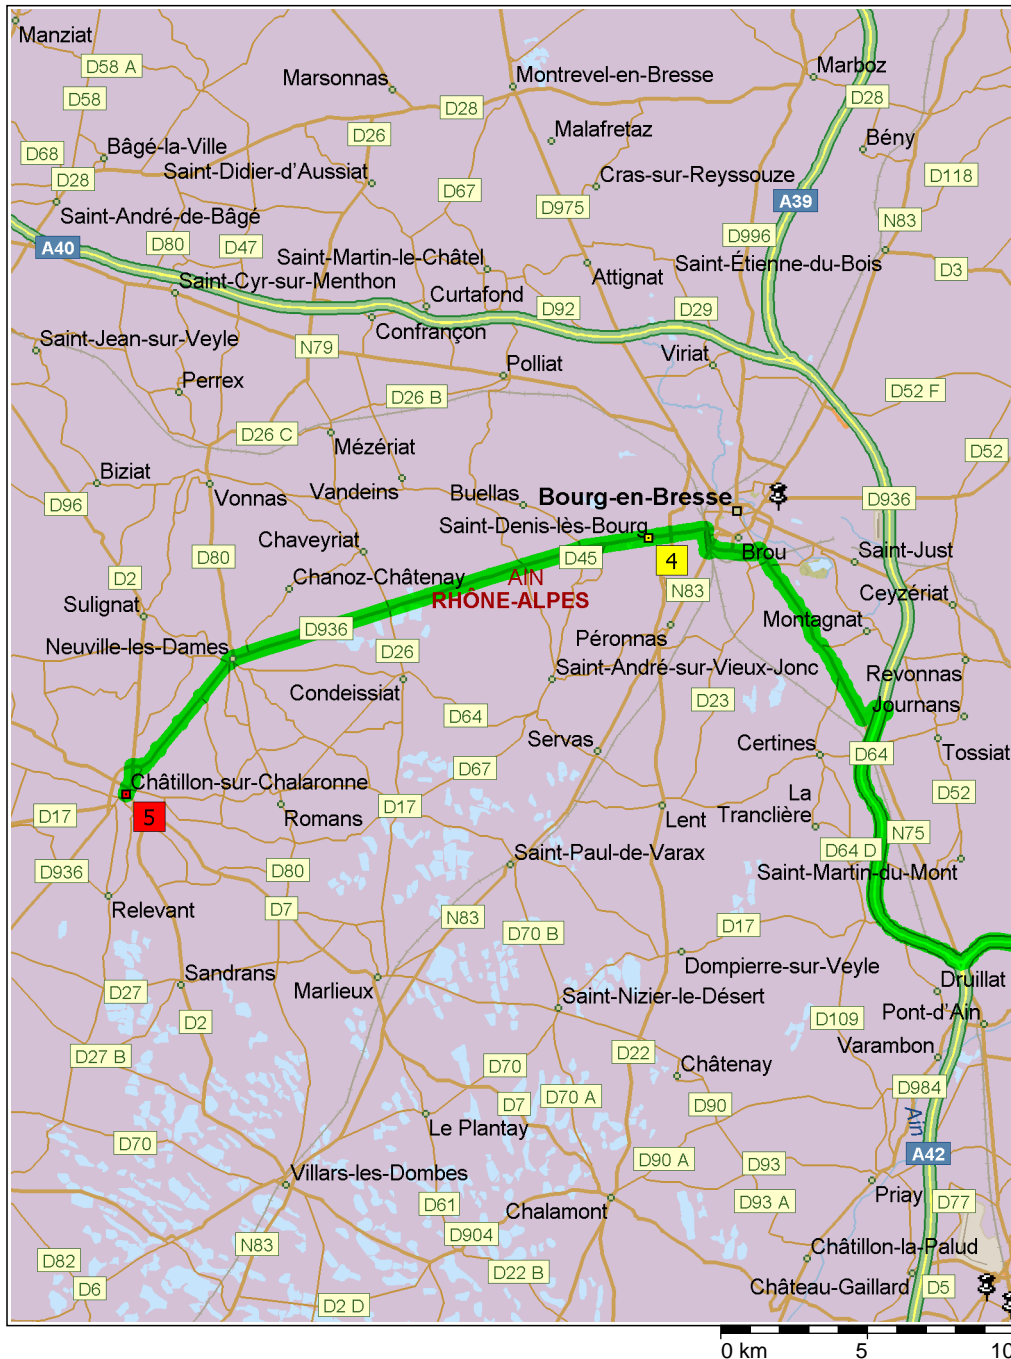 Manziat
D58 A
Marsonnas
Montrevel-en-Bresse
Marboz
D58
D28
D28
D26
Malafretaz
Bény
D68
Bâgé-la-Ville
D28
Saint-Didier-d'Aussiat
D67
Cras-sur-Reyssouze
D118
Saint-André-de-Bâgé
D975
A39
N83
A40
D80
D47
D996
Saint-Martin-le-Châtel
Attignat
Saint-Étienne-du-Bois
D3
Saint-Cyr-sur-Menthon
Curtafond
D92
D29
Saint-Jean-sur-Veyle
Confrançon
N79
Viriat
Polliat
Perrex
D26 B
D52 F
D26 C
Mézériat
D52
Biziat
Vonnas
Vandeins
Buellas
Bourg-en-Bresse
D936
D96
Saint-Denis-lès-Bourg
Chaveyriat
D80
D45
4
Brou
Saint-Just
D2
Chanoz-Châtenay
AIN
RHÔNE-ALPES
N83
Ceyzériat
Sulignat
D936
Péronnas
Montagnat
Neuville-les-Dames
D26
Saint-André-sur-Vieux-Jonc
Revonnas
Condeissiat
D23
Journans
D64
Servas
Certines
D64
Tossiat
D67
Châtillon-sur-Chalaronne
D17
La
Tranclière
D52
D17
5
Romans
Lent
N75
D64 D
Saint-Paul-de-Varax
D936
D80
Saint-Martin-du-Mont
Relevant
D7
N83
D70 B
D17
Sandrans
Marlieux
Dompierre-sur-Veyle
Druillat
D27
Saint-Nizier-le-Désert
D2
D109
Pont-d'Ain
D27 B
D22
Varambon
D70
Châtenay
D7
D70 A
D90
D984
Le Plantay
Ain
D70
A42
D90 A
D93
Villars-les-Dombes
Priay
D61
Chalamont
D93 A
D77
D904
N83
Châtillon-la-Palud
D82
D22 B
D6
Château-Gaillard
D5
D2 D
0 km
5
10